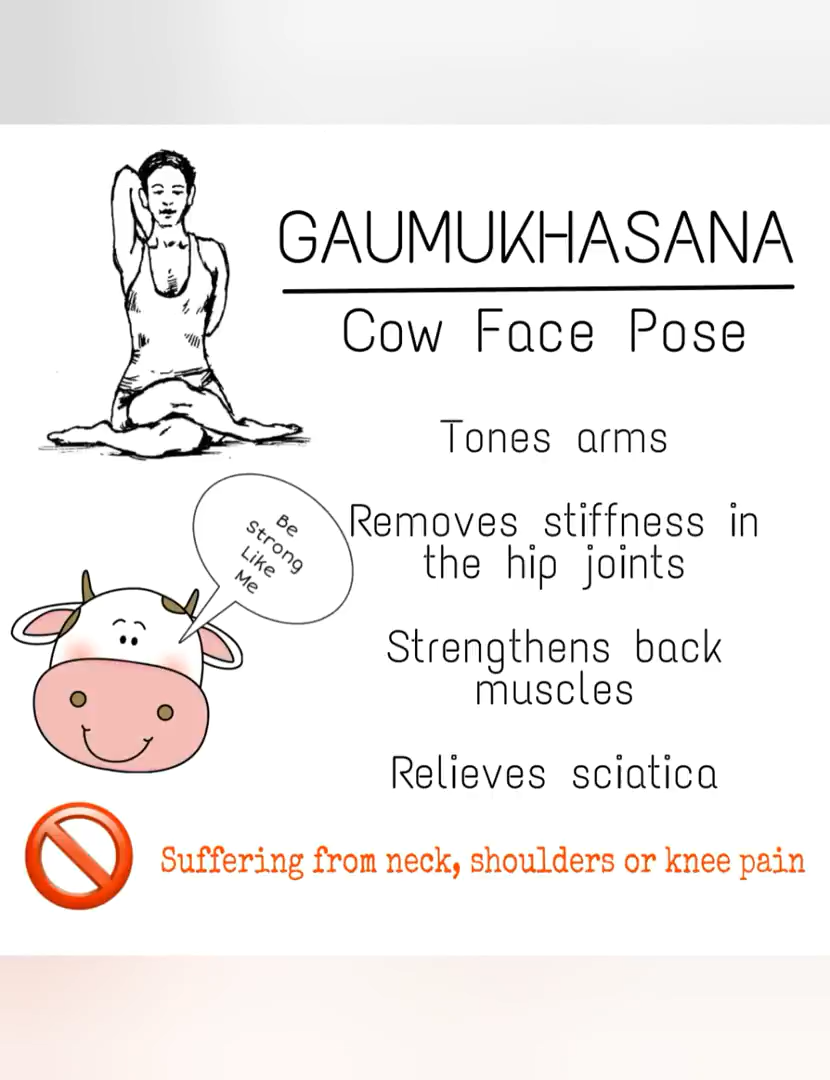 GAUMUKHASANA
Cow Face Pose
Tones arms
Removes stiffness in
the hip joints
Strengthens back
muscles
Relieves sciatica
Be
Strong
Like
Me
Suffering from neck, shoulders or knee pain